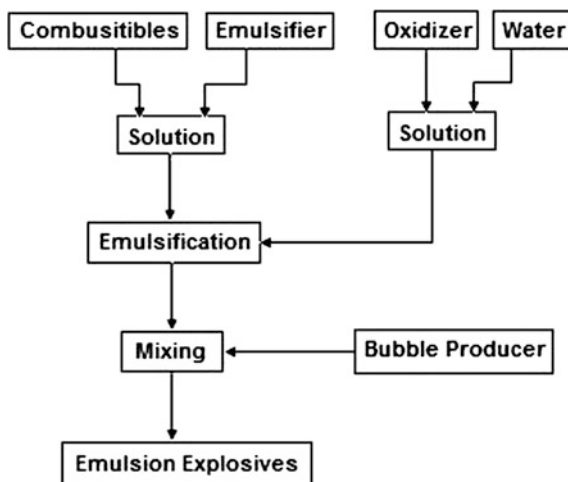 Combusitibles
Emulsifier
Oxidizer
Water
Solution
Solution
Emulsification
Mixing
Bubble Producer
Emulsion Explosives